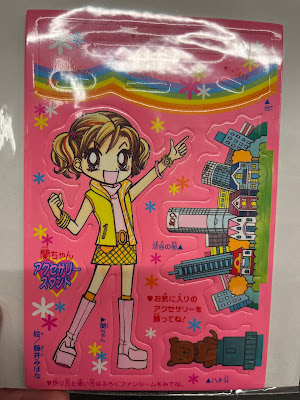 ▲台紙
渋谷の街▲
蘭ちゃん
アクセサリー
スタンド
絵/藤井みほな
▶蘭ちゃん
♥お気に入りの
アクセサリーを
飾ってね!
▲ハチ公
♥作り方と使い方はふろくファンルームをみてね。